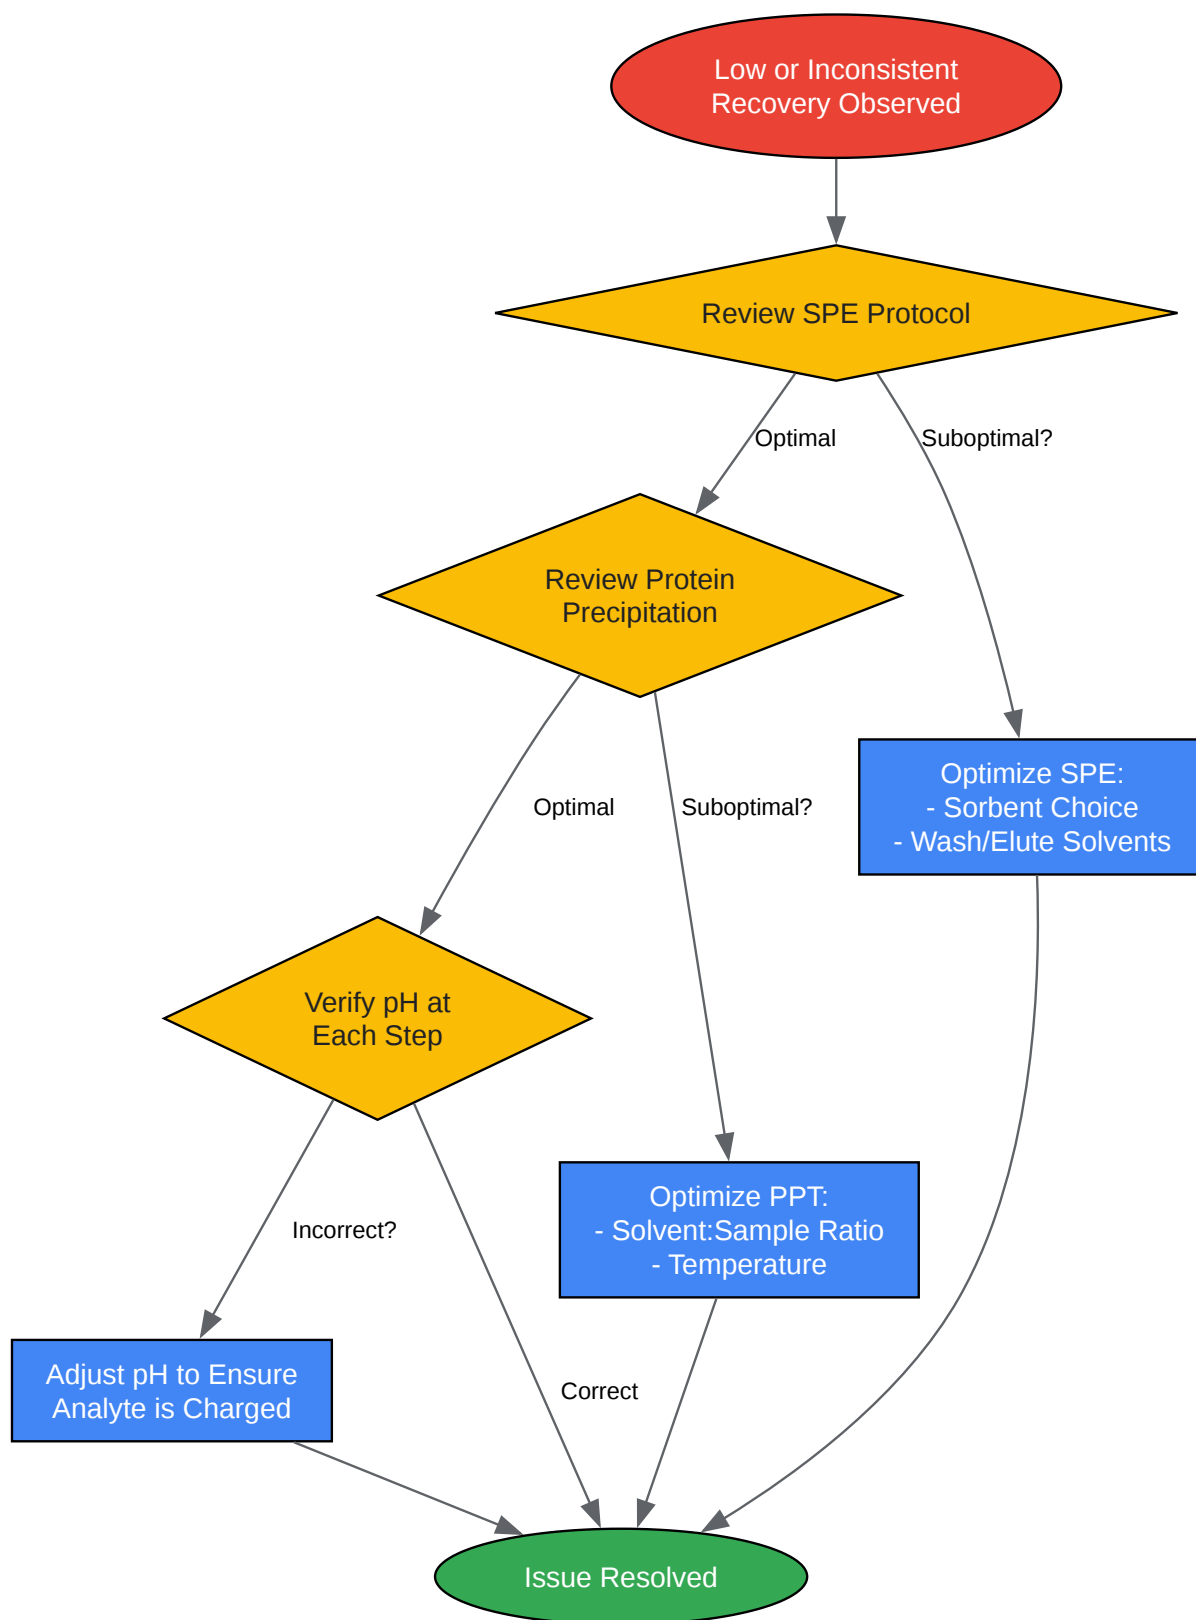 Low or Inconsistent
Recovery Observed
Review SPE Protocol
Optimal
Suboptimal?
Review Protein
Precipitation
Optimize SPE:
- Sorbent Choice
- Wash/Elute Solvents
Optimal
Suboptimal?
Verify pH at
Each Step
Incorrect?
Optimize PPT:
- Solvent:Sample Ratio
- Temperature
Adjust pH to Ensure
Analyte is Charged
Correct
Issue Resolved